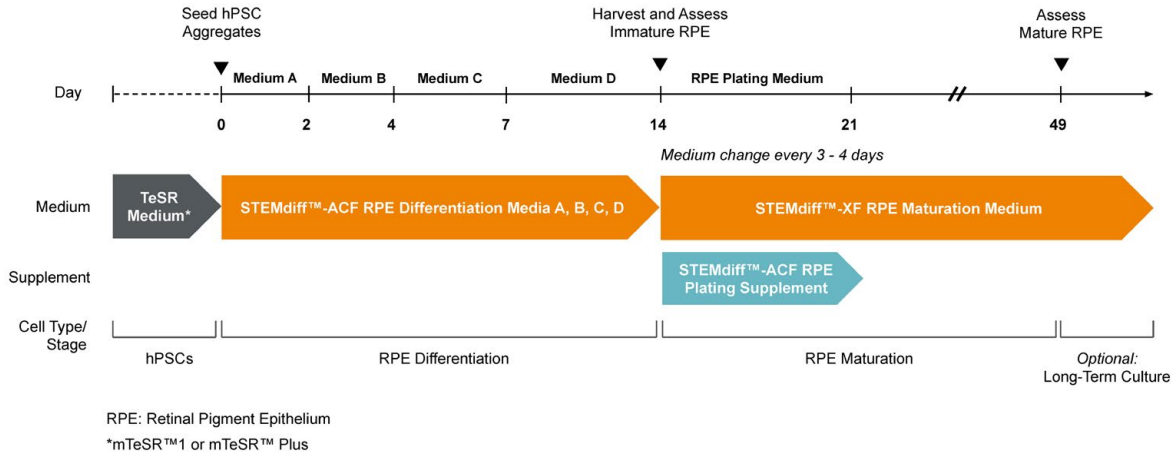 Seed hPSC
Aggregates
Harvest and Assess
Immature RPE
Assess
Mature RPE
Medium A
Medium B
Medium C
Medium D
RPE Plating Medium
Day
0
2
4
7
14
21
49
Medium change every 3 - 4 days
Medium
TeSR
Medium*
STEMdiff™-ACF RPE Differentiation Media A, B, C, D
STEMdiff™-XF RPE Maturation Medium
Supplement
STEMdiff™-ACF RPE
Plating Supplement
Cell Type/
Stage
hPSCs
RPE Differentiation
RPE Maturation
Optional:
Long-Term Culture
RPE: Retinal Pigment Epithelium
*mTeSR™1 or mTeSR™ Plus